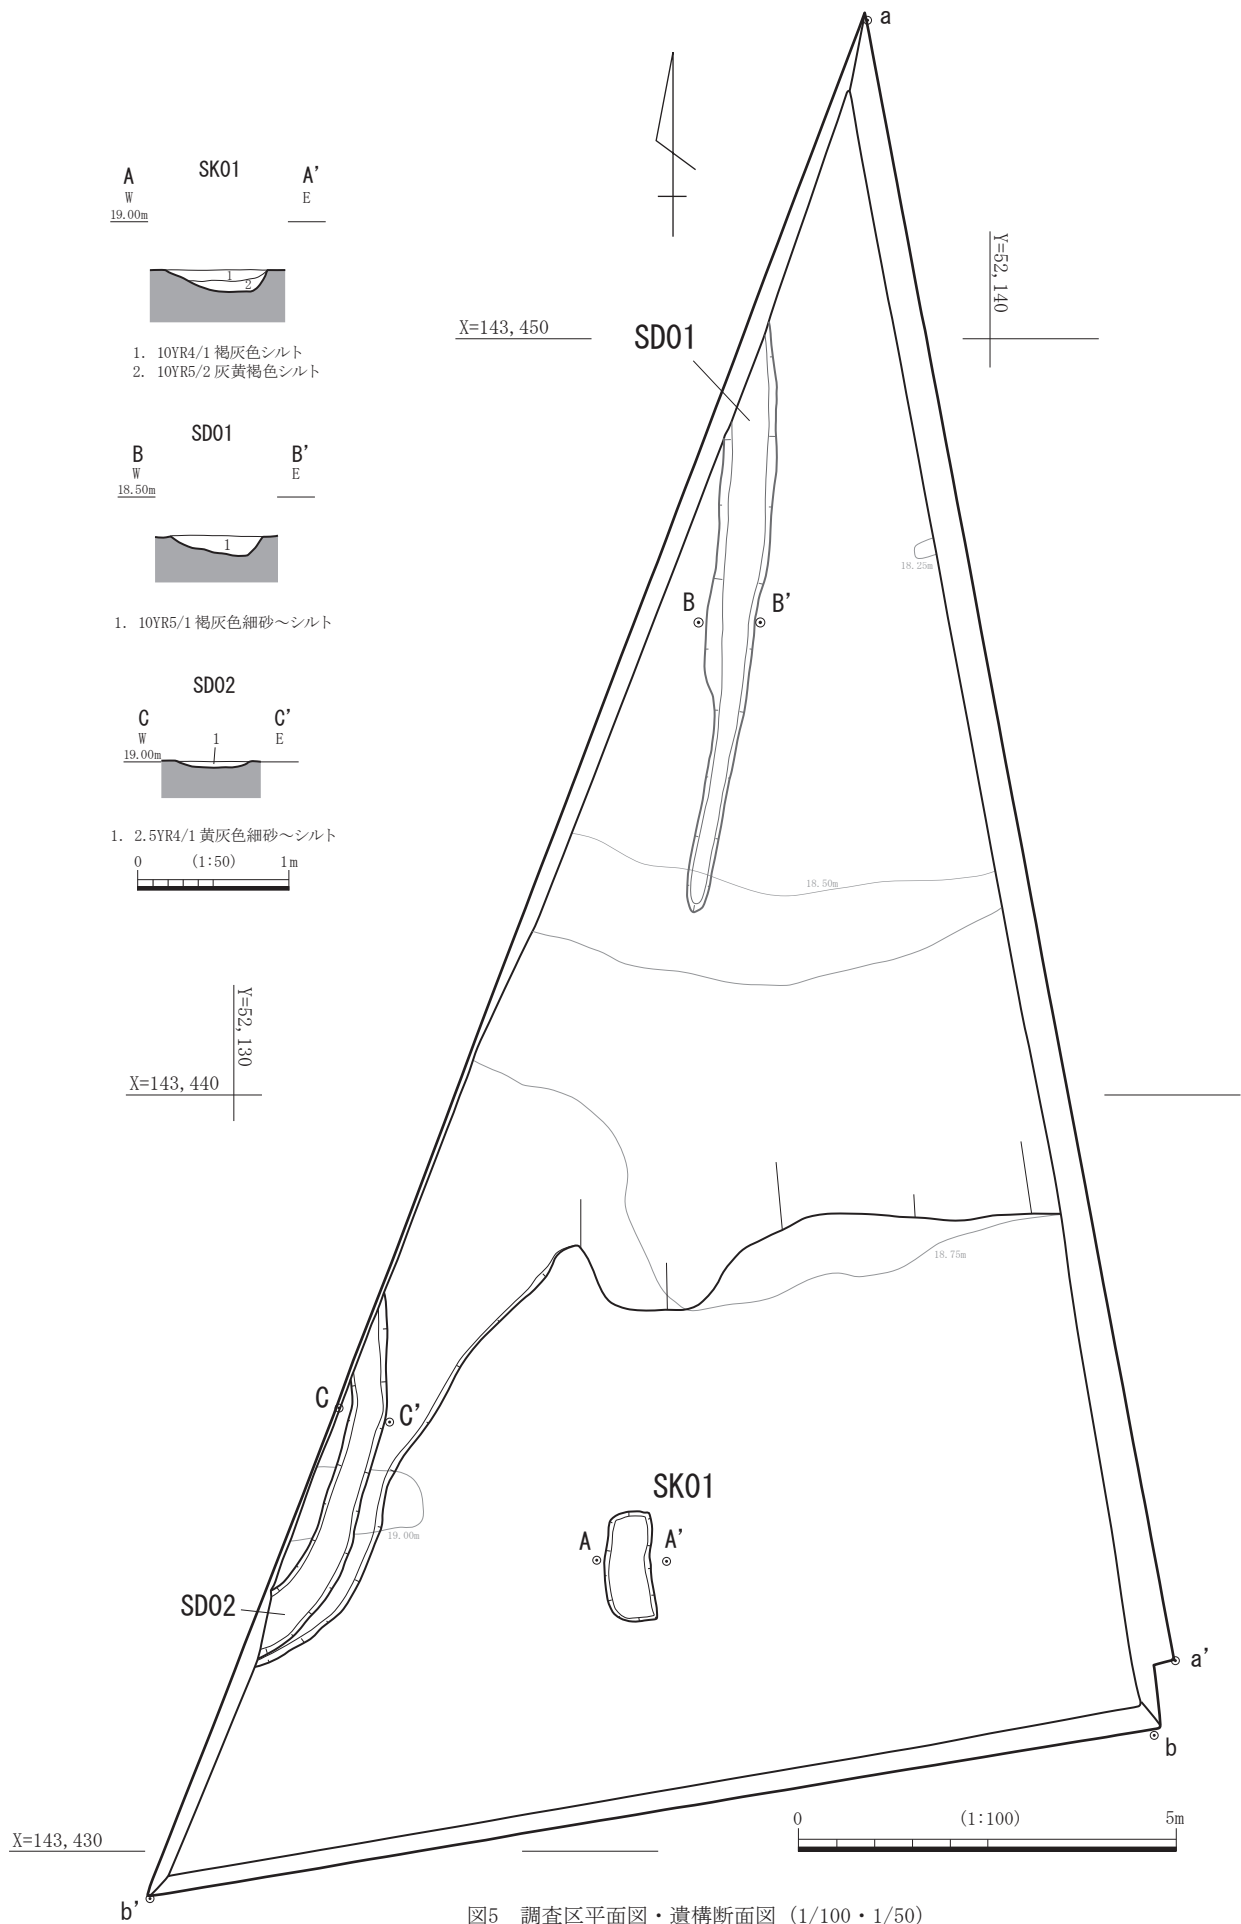 a
SK01
A A'
W E
19.00m
1
2
1. 10YR4/1 褐灰色シルト
2. 10YR5/2 灰黄褐色シルト
SD01
B B'
W E
18.50m
1
1. 10YR5/1 褐灰色細砂～シルト
SD02
C C'
W E
19.00m
1
1. 2.5YR4/1 黄灰色細砂～シルト
0 (1:50) 1m
Y=52,140
X=143,450
SD01
18.25m
B B'
18.50m
Y=52,130
X=143,440
18.75m
C C'
SK01
19.00m
A A'
SD02
a'
b
0 (1:100) 5m
X=143,430
b'
図5 調査区平面図・遺構断面図（1/100・1/50）